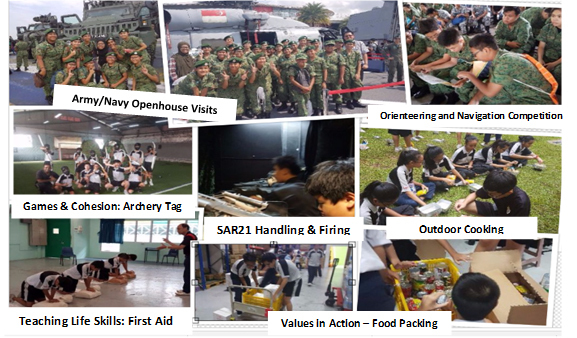 Army/Navy Openhouse Visits
Orienteering and Navigation Competition
Games & Cohesion: Archery Tag
SAR21 Handling & Firing
Outdoor Cooking
Teaching Life Skills: First Aid
Values in Action – Food Packing